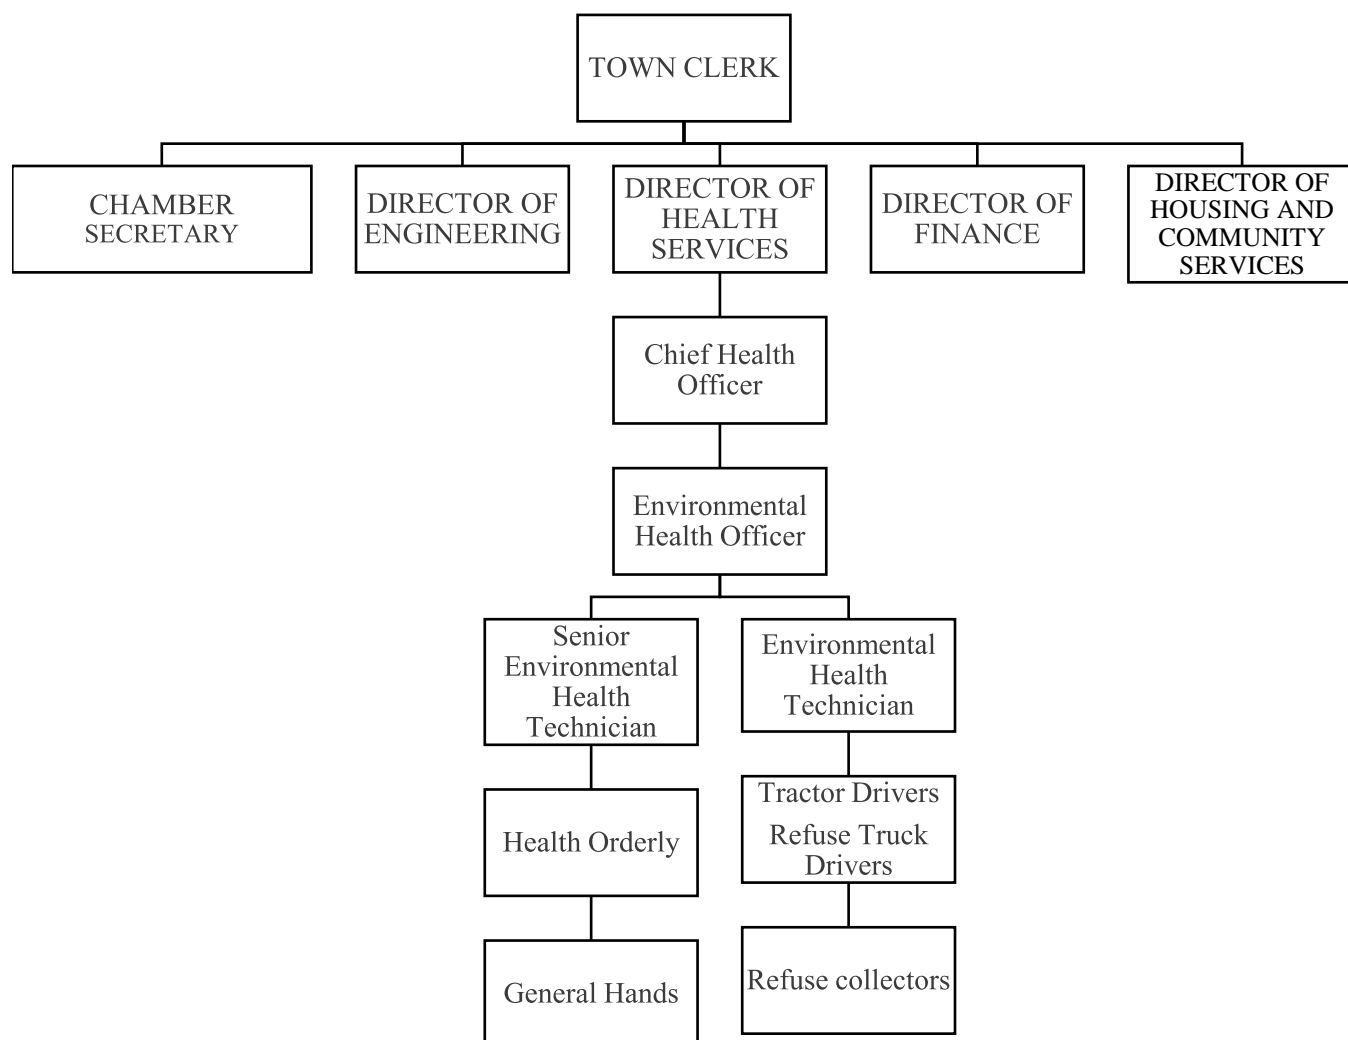 TOWN CLERK
CHAMBER
SECRETARY
DIRECTOR OF
ENGINEERING
DIRECTOR OF
HEALTH
SERVICES
DIRECTOR OF
FINANCE
DIRECTOR OF
HOUSING AND
COMMUNITY
SERVICES
Chief Health
Officer
Environmental
Health Officer
Senior
Environmental
Health
Technician
Environmental
Health
Technician
Health Orderly
Tractor Drivers
Refuse Truck
Drivers
General Hands
Refuse collectors